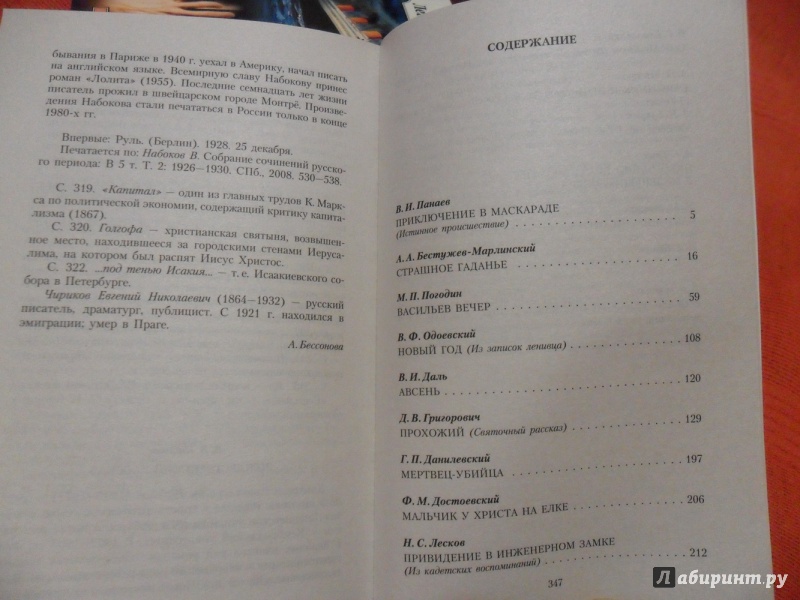 бывания в Париже в 1940 г. уехал в Америку, начал писать
на английском языке. Всемирную славу Набокову принес
роман «Лолита» (1955). Последние семнадцать лет жизни
писатель прожил в швейцарском городе Монтрё. Произве-
дения Набокова стали печататься в России только в конце
1980-х гг.
Впервые: Руль. (Берлин). 1928. 25 декабря.
Печатается по: Набоков В. Собрание сочинений русско-
го периода: В 5 т. Т. 2: 1926—1930. СПб., 2008. 530—538.
С. 319. «Капитал» — один из главных трудов К. Марк-
са по политической экономии, содержащий критику капита-
лизма (1867).
С. 320. Голгофа — христианская святыня, возвышен-
ное место, находившееся за городскими стенами Иеруса-
лима, на котором был распят Иисус Христос.
С. 322. ...под тенью Исакия... — т. е. Исаакиевского со-
бора в Петербурге.
Чириков Евгений Николаевич (1864—1932) — русский
писатель, драматург, публицист. С 1921 г. находился в
эмиграции; умер в Праге.
А. Бессонова
СОДЕРЖАНИЕ
В. И. Панаев
ПРИКЛЮЧЕНИЕ В МАСКАРАДЕ
(Истинное происшествие) . . . . . . . . . . 5
А. А. Бестужев-Марлинский
СТРАШНОЕ ГАДАНЬЕ . . . . . . . . . . 16
М. П. Погодин
ВАСИЛЬЕВ ВЕЧЕР . . . . . . . . . . 59
В. Ф. Одоевский
НОВЫЙ ГОД (Из записок ленивца) . . . . . . . . . . 108
В. И. Даль
АВСЕНЬ . . . . . . . . . . 120
Д. В. Григорович
ПРОХОЖИЙ (Святочный рассказ) . . . . . . . . . . 129
Г. П. Данилевский
МЕРТВЕЦ-УБИЙЦА . . . . . . . . . . 197
Ф. М. Достоевский
МАЛЬЧИК У ХРИСТА НА ЕЛКЕ . . . . . . . . . . 206
Н. С. Лесков
ПРИВИДЕНИЕ В ИНЖЕНЕРНОМ ЗАМКЕ
(Из кадетских воспоминаний) . . . . . . . . . . 212
347
Лабиринт.ру